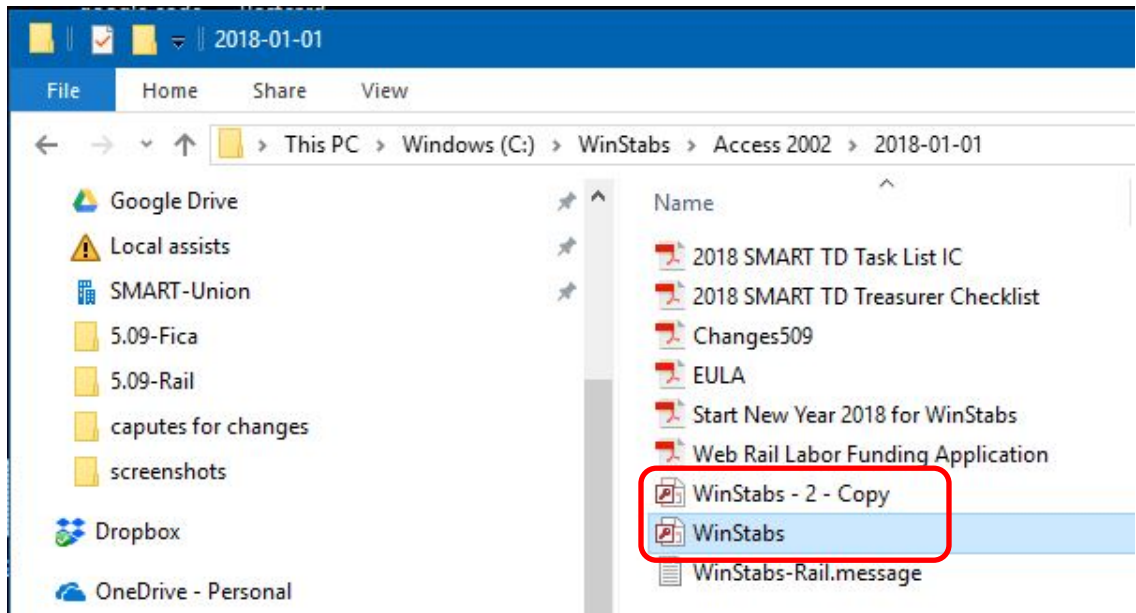 2018-01-01
File Home Share View
This PC > Windows (C:) > WinStabs > Access 2002 > 2018-01-01
Google Drive
Local assists
SMART-Union
5.09-Fica
5.09-Rail
caputes for changes
screenshots
Dropbox
OneDrive - Personal
Name
2018 SMART TD Task List IC
2018 SMART TD Treasurer Checklist
Changes509
EULA
Start New Year 2018 for WinStabs
Web Rail Labor Funding Application
WinStabs - 2 - Copy
WinStabs
WinStabs-Rail.message